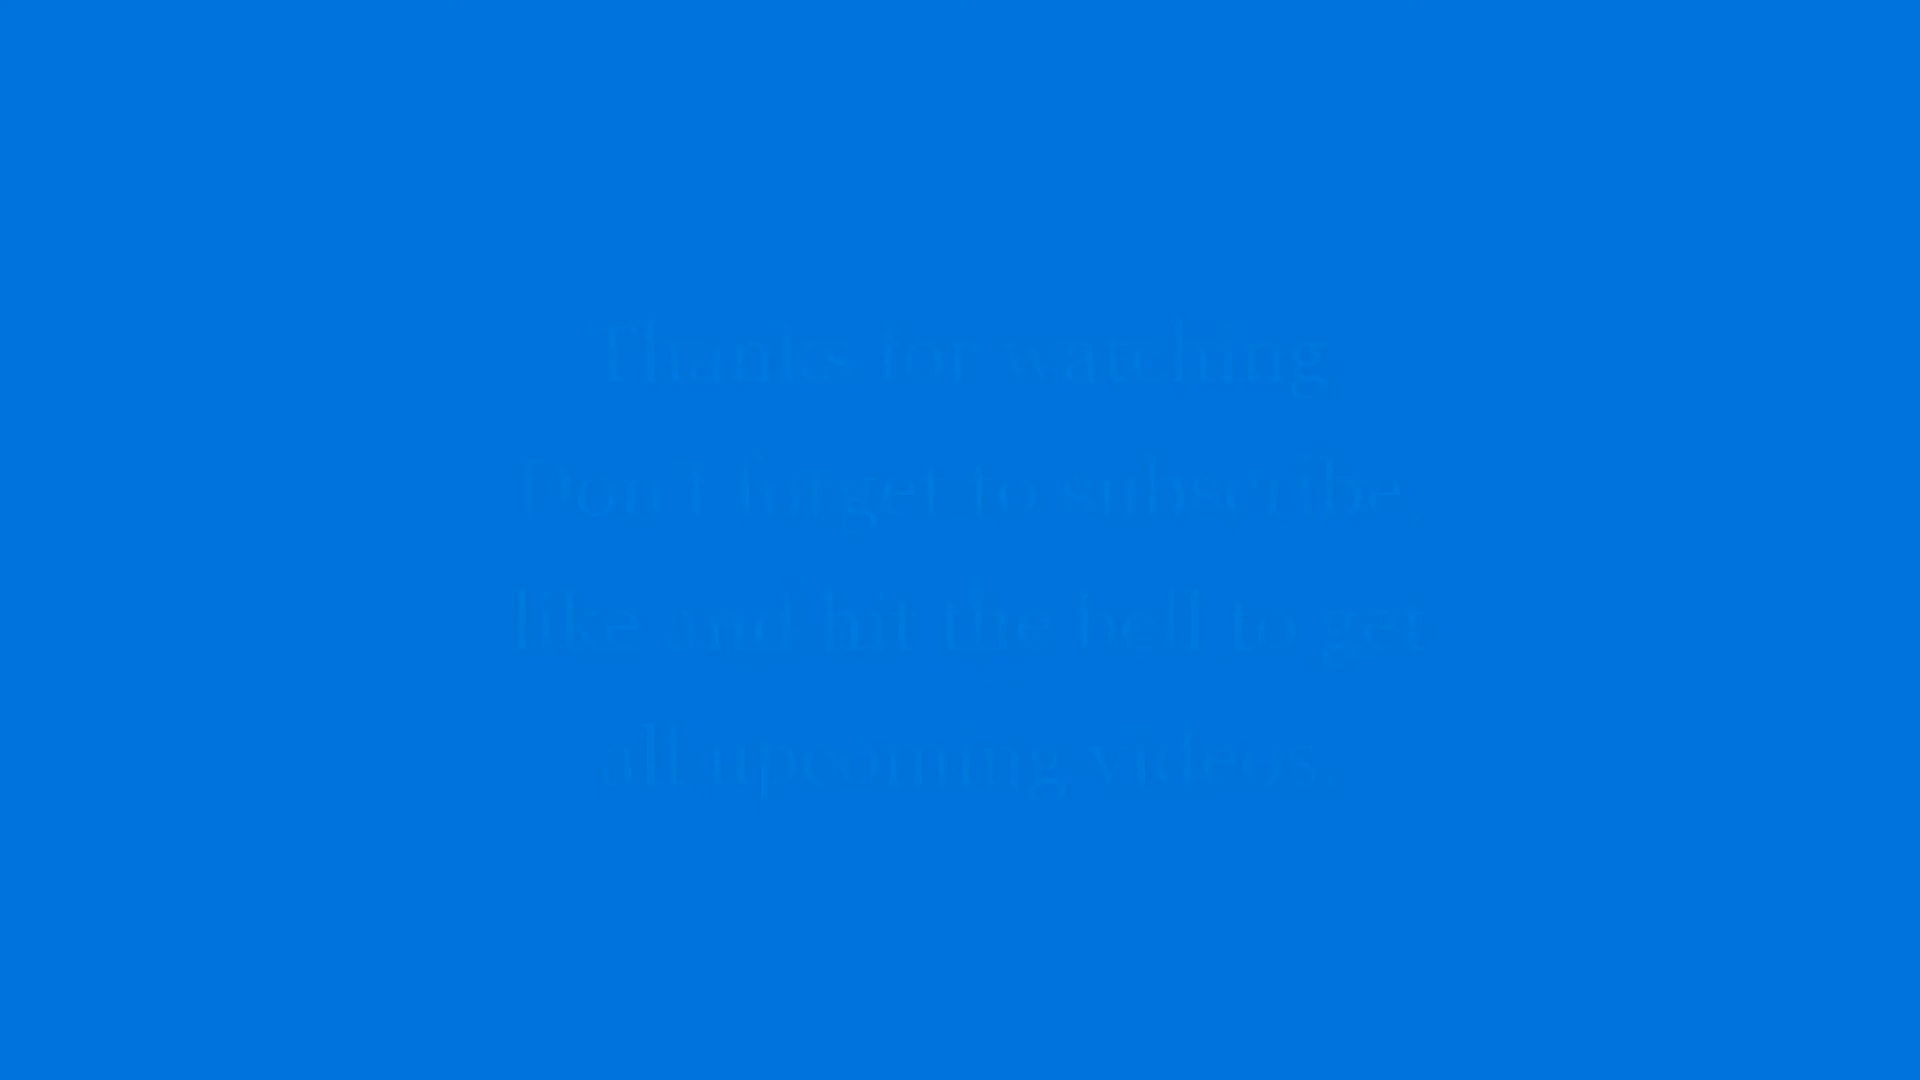 Thanks for watching
Don't forget to subscribe,
like and hit the bell to get
all upcoming videos.